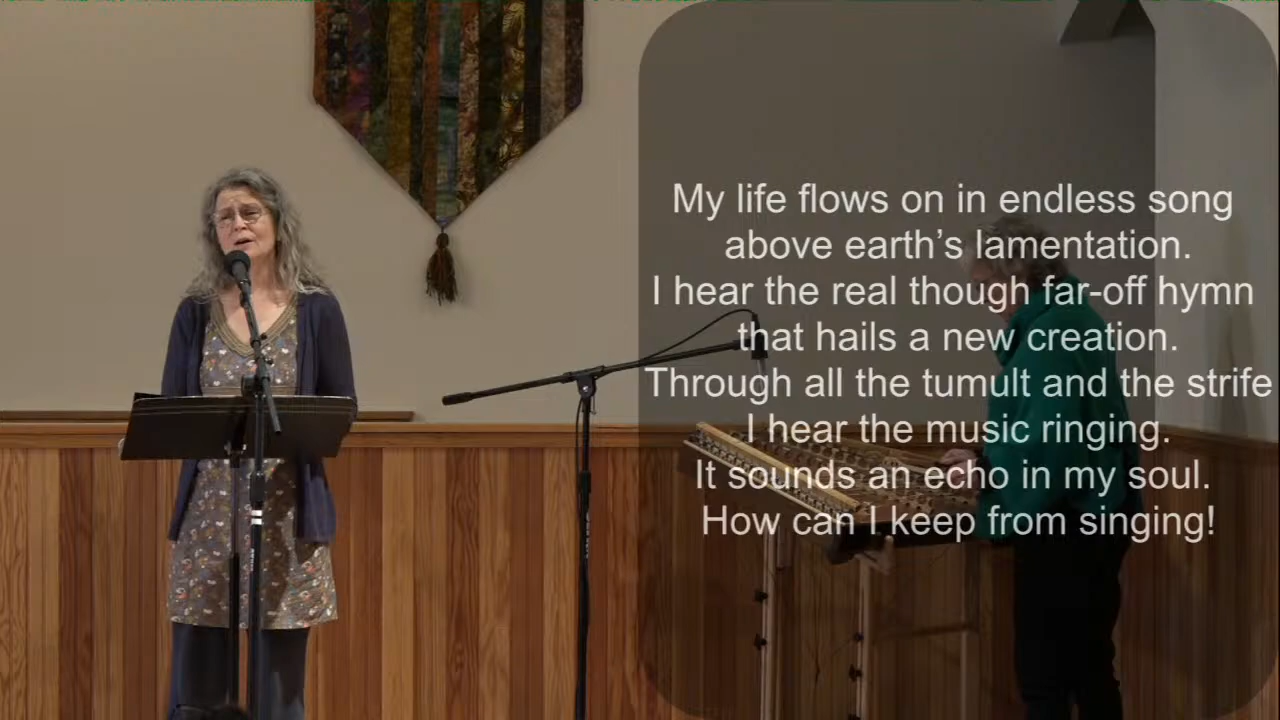 My life flows on in endless song
above earth’s lamentation.
I hear the real though far-off hymn
that hails a new creation.
Through all the tumult and the strife
I hear the music ringing.
It sounds an echo in my soul.
How can I keep from singing!